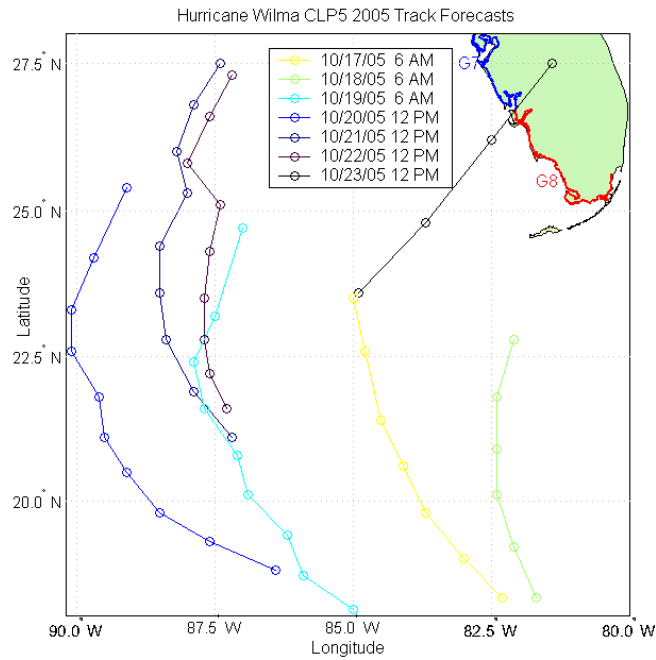 Hurricane Wilma CLP5 2005 Track Forecasts
27.5° N
25.0° N
22.5° N
20.0° N
Latitude
10/17/05 6 AM
10/18/05 6 AM
10/19/05 6 AM
10/20/05 12 PM
10/21/05 12 PM
10/22/05 12 PM
10/23/05 12 PM
G7
G8
90.0 W
87.5 W
85.0 W
82.5 W
80.0 W
Longitude